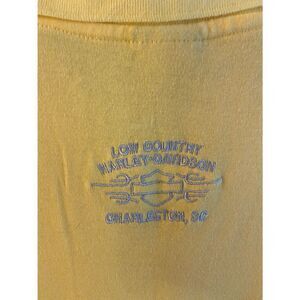 LOW COUNTRY
HARLEY-DAVIDSON
CHARLESTON, SC